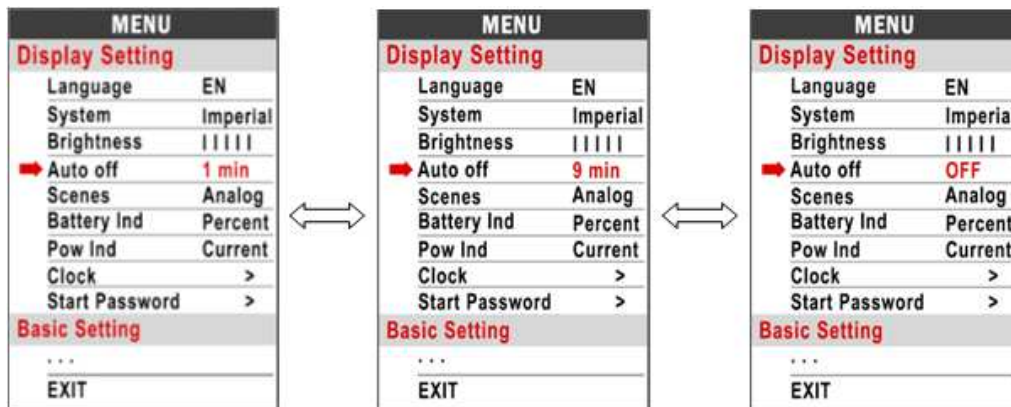 MENU
Display Setting
Language EN
System Imperial
Brightness | | | | |
Auto off 1 min
Scenes Analog
Battery Ind Percent
Pow Ind Current
Clock >
Start Password >
Basic Setting
. . .
EXIT
MENU
Display Setting
Language EN
System Imperial
Brightness | | | | |
Auto off 9 min
Scenes Analog
Battery Ind Percent
Pow Ind Current
Clock >
Start Password >
Basic Setting
. . .
EXIT
MENU
Display Setting
Language EN
System Imperia
Brightness | | | | |
Auto off OFF
Scenes Analog
Battery Ind Percent
Pow Ind Current
Clock >
Start Password >
Basic Setting
. . .
EXIT